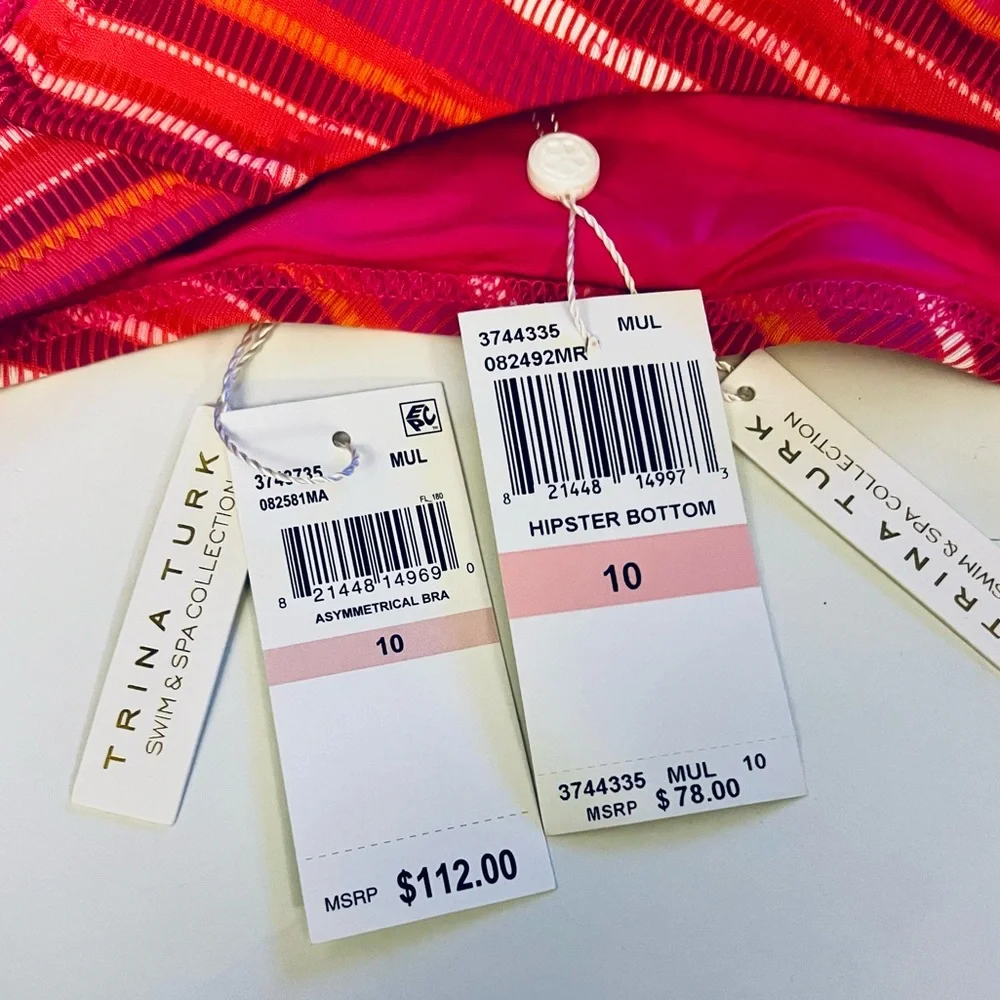 TRINA TURK
SWIM & SPA COLLECTION
EPC
MUL
082581MA
FL_180
8 21448 14969 0
ASYMMETRICAL BRA
10
MSRP $112.00
3744335 MUL
082492MR
8 21448 14997 3
HIPSTER BOTTOM
10
3744335 MUL 10
MSRP $78.00
TRINA TURK
SWIM & SPA COLLECTION